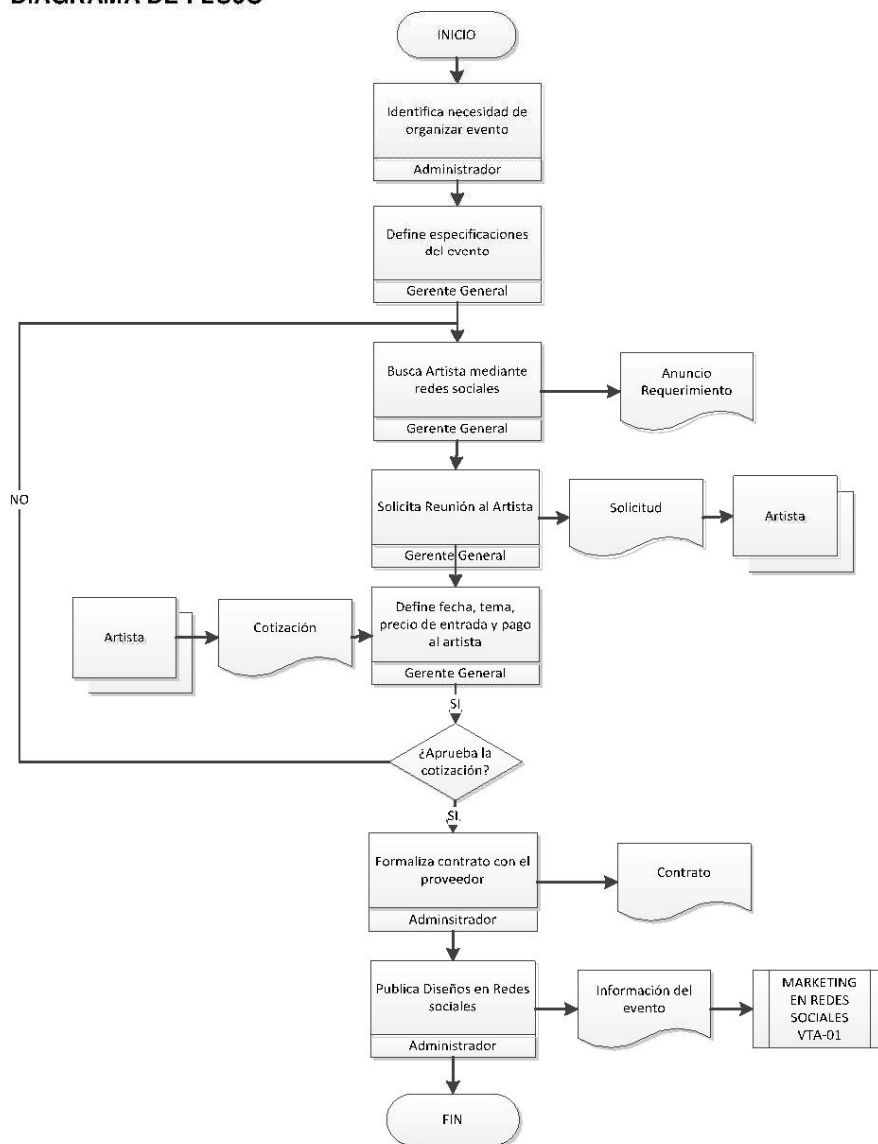 DIAGRAMA DE FLUJO
INICIO
Identifica necesidad de
organizar evento
Administrador
Define especificaciones
del evento
Gerente General
Busca Artista mediante
redes sociales
Gerente General
Anuncio
Requerimiento
NO
Solicita Reunión al Artista
Gerente General
Solicitud
Artista
Artista
Cotización
Define fecha, tema,
precio de entrada y pago
al artista
Gerente General
SI
¿Aprueba la
cotización?
SI
Formaliza contrato con el
proveedor
Adminsitrador
Contrato
Publica Diseños en Redes
sociales
Administrador
Información del
evento
MARKETING
EN REDES
SOCIALES
VTA-01
FIN